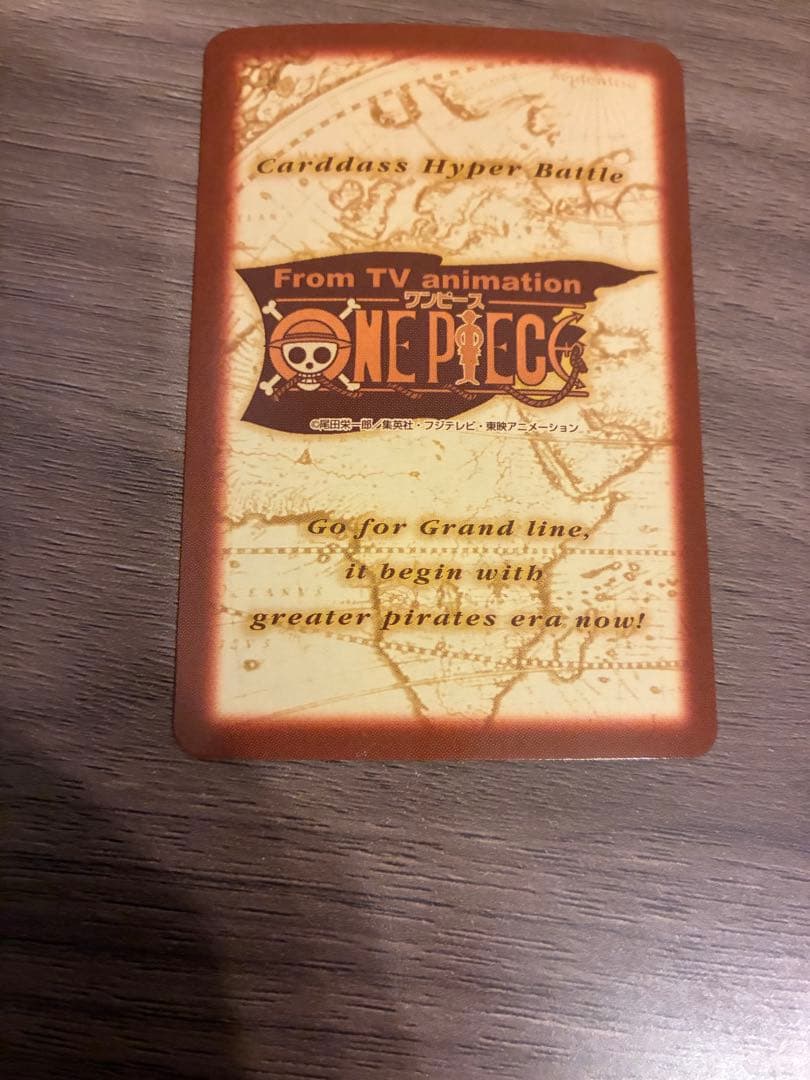 Carddass Hyper Battle
From TV animation
ワンピース
ONE PIECE
©尾田栄一郎／集英社・フジテレビ・東映アニメーション
Go for Grand line,
it begin with
greater pirates era now!